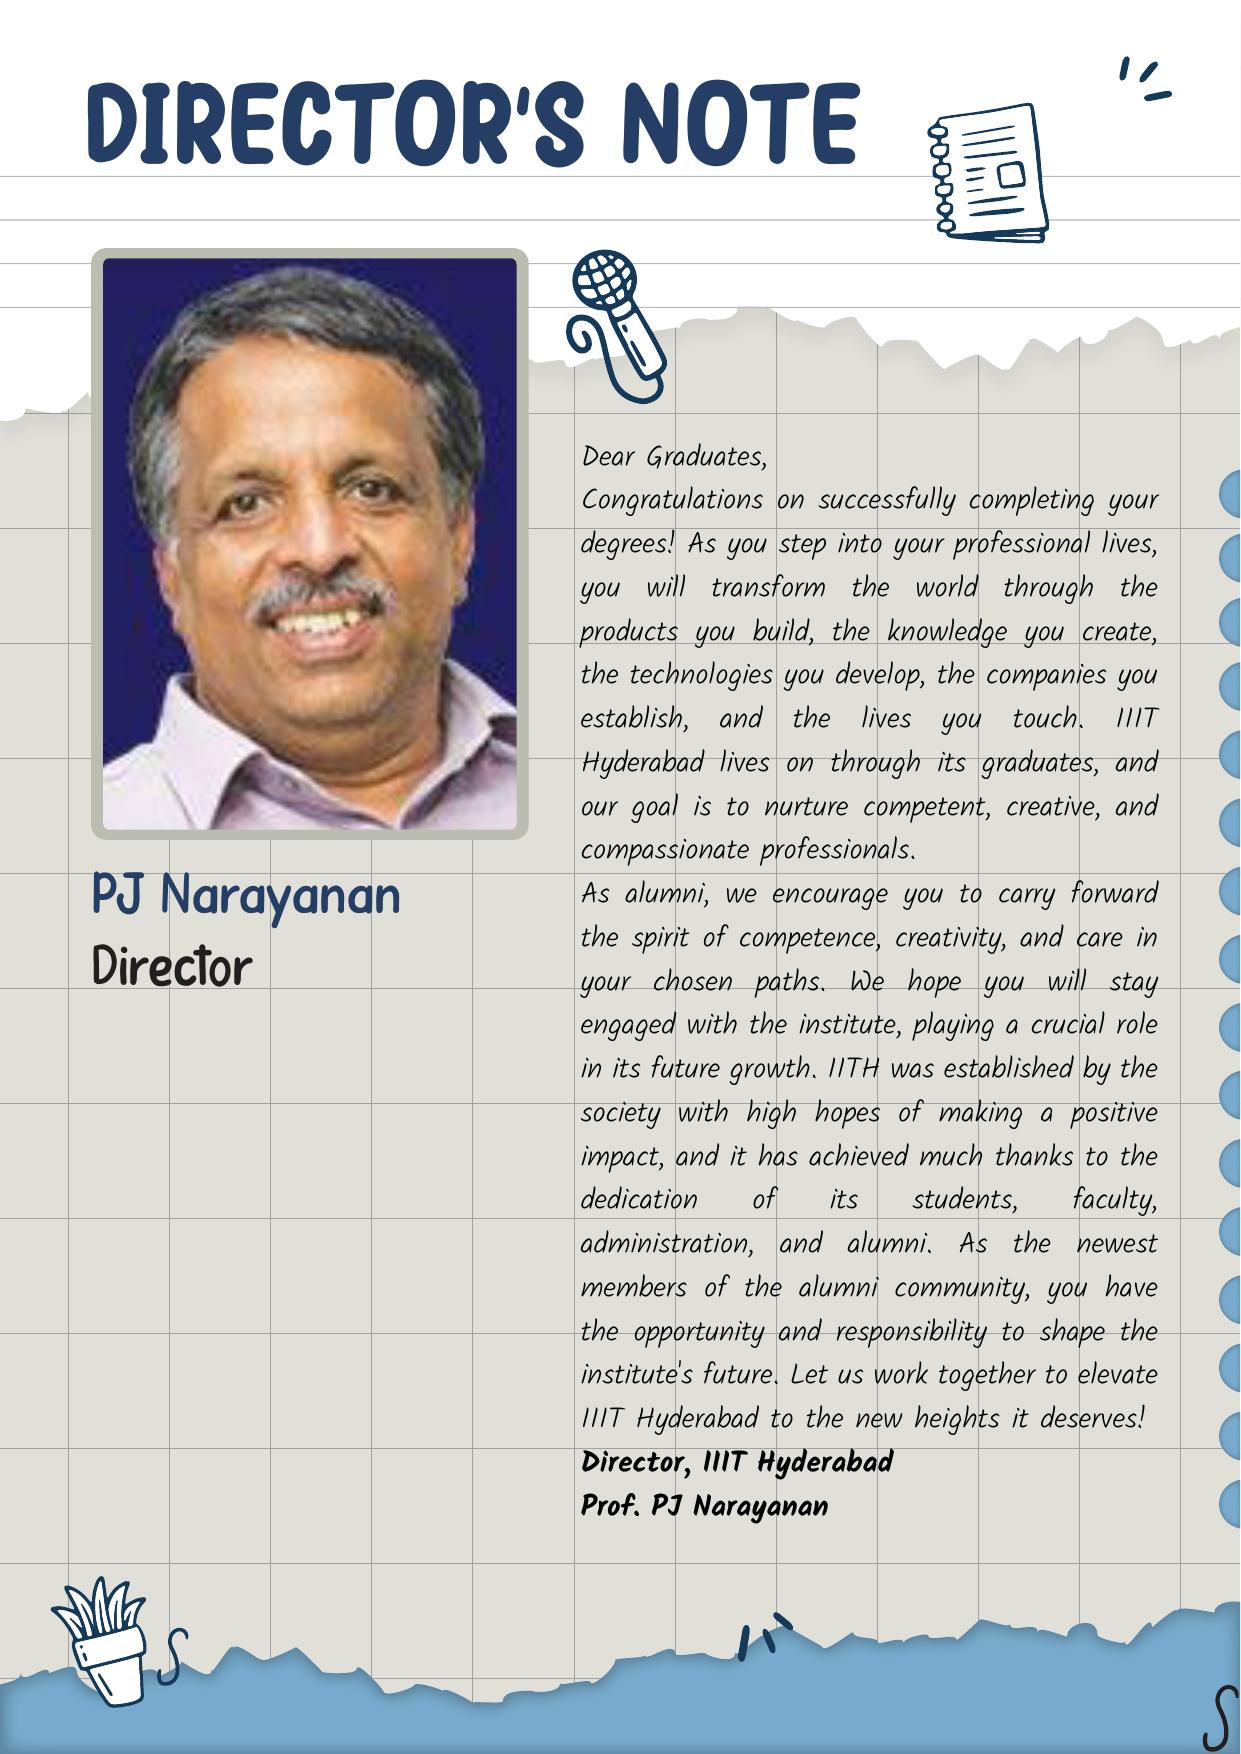 DIRECTOR'S NOTE
PJ Narayanan
Director
Dear Graduates,
Congratulations on successfully completing your
degrees! As you step into your professional lives,
you will transform the world through the
products you build, the knowledge you create,
the technologies you develop, the companies you
establish, and the lives you touch. IIIT
Hyderabad lives on through its graduates, and
our goal is to nurture competent, creative, and
compassionate professionals.
As alumni, we encourage you to carry forward
the spirit of competence, creativity, and care in
your chosen paths. We hope you will stay
engaged with the institute, playing a crucial role
in its future growth. IITH was established by the
society with high hopes of making a positive
impact, and it has achieved much thanks to the
dedication of its students, faculty,
administration, and alumni. As the newest
members of the alumni community, you have
the opportunity and responsibility to shape the
institute's future. Let us work together to elevate
IIIT Hyderabad to the new heights it deserves!
Director, IIIT Hyderabad
Prof. PJ Narayanan